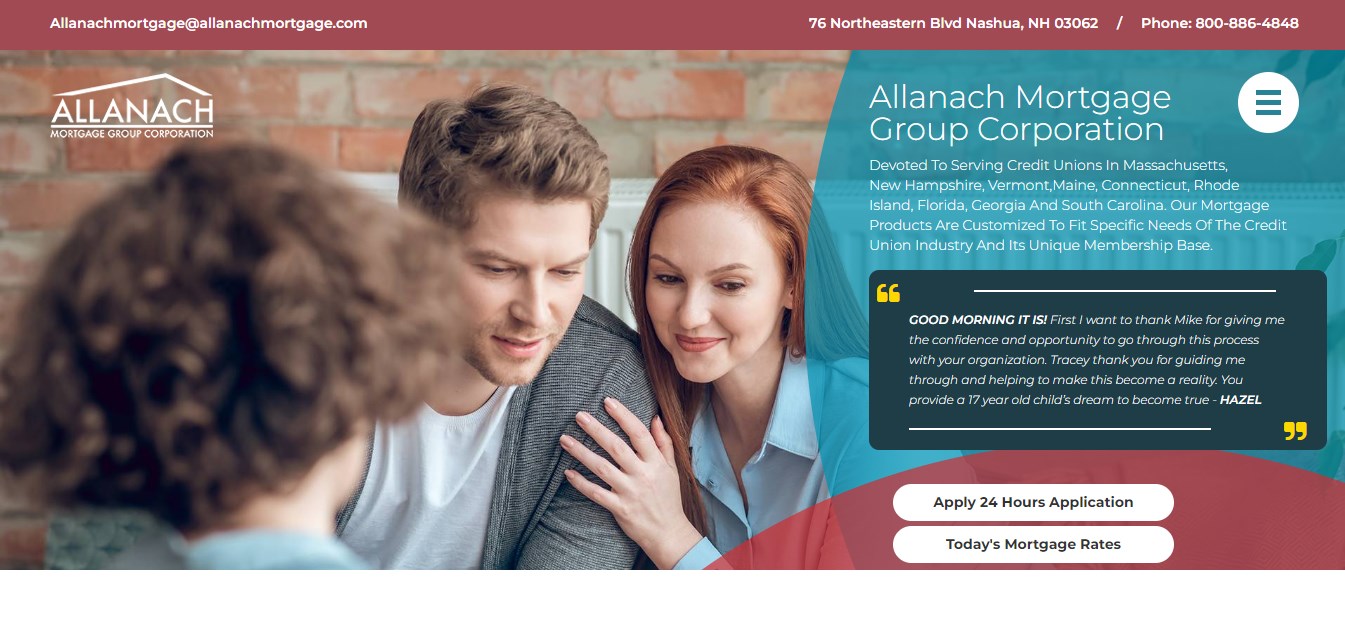 Allanachmortgage@allanachmortgage.com
76 Northeastern Blvd Nashua, NH 03062 / Phone: 800-886-4848
ALLANACH
MORTGAGE GROUP CORPORATION
Allanach Mortgage
Group Corporation
Devoted To Serving Credit Unions In Massachusetts,
New Hampshire, Vermont,Maine, Connecticut, Rhode
Island, Florida, Georgia And South Carolina. Our Mortgage
Products Are Customized To Fit Specific Needs Of The Credit
Union Industry And Its Unique Membership Base.
“
GOOD MORNING IT IS! First I want to thank Mike for giving me
the confidence and opportunity to go through this process
with your organization. Tracey thank you for guiding me
through and helping to make this become a reality. You
provide a 17 year old child’s dream to become true - HAZEL
”
Apply 24 Hours Application
Today's Mortgage Rates